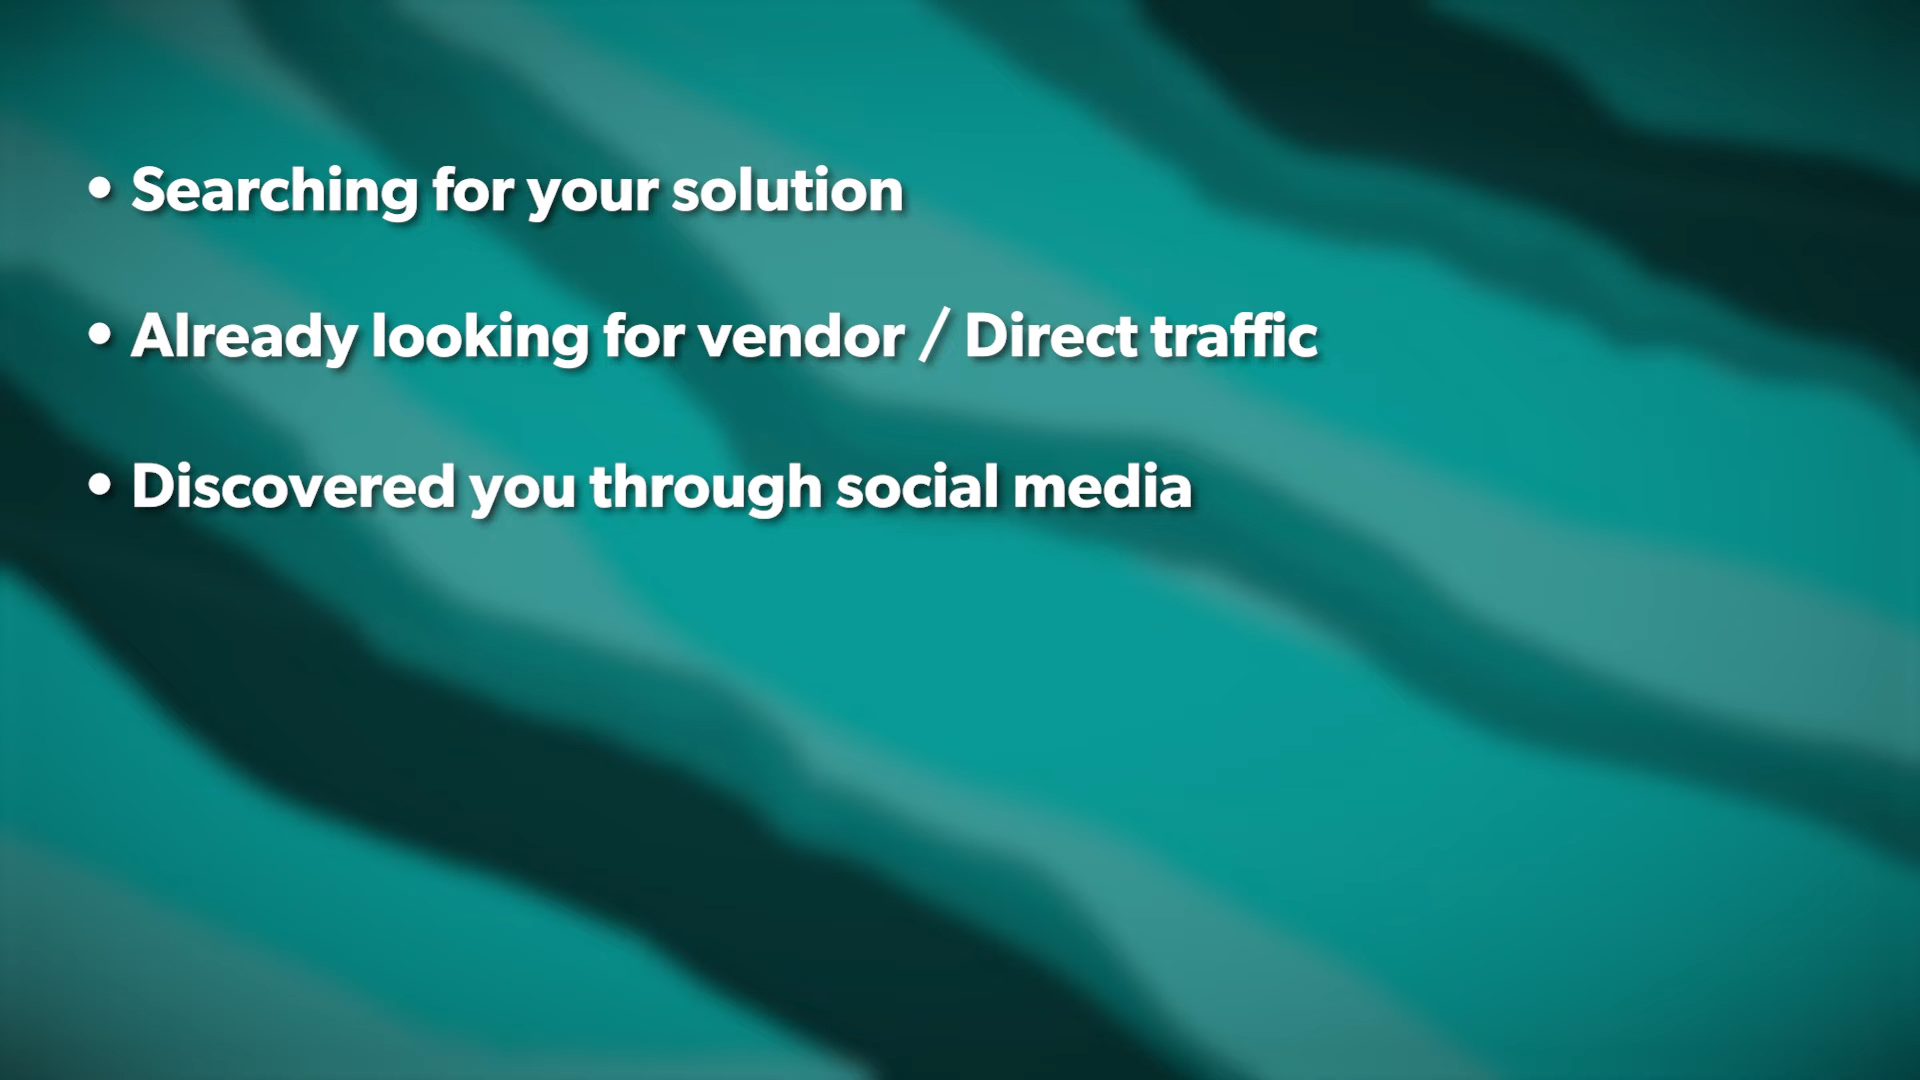 • Searching for your solution
• Already looking for vendor / Direct traffic
• Discovered you through social media